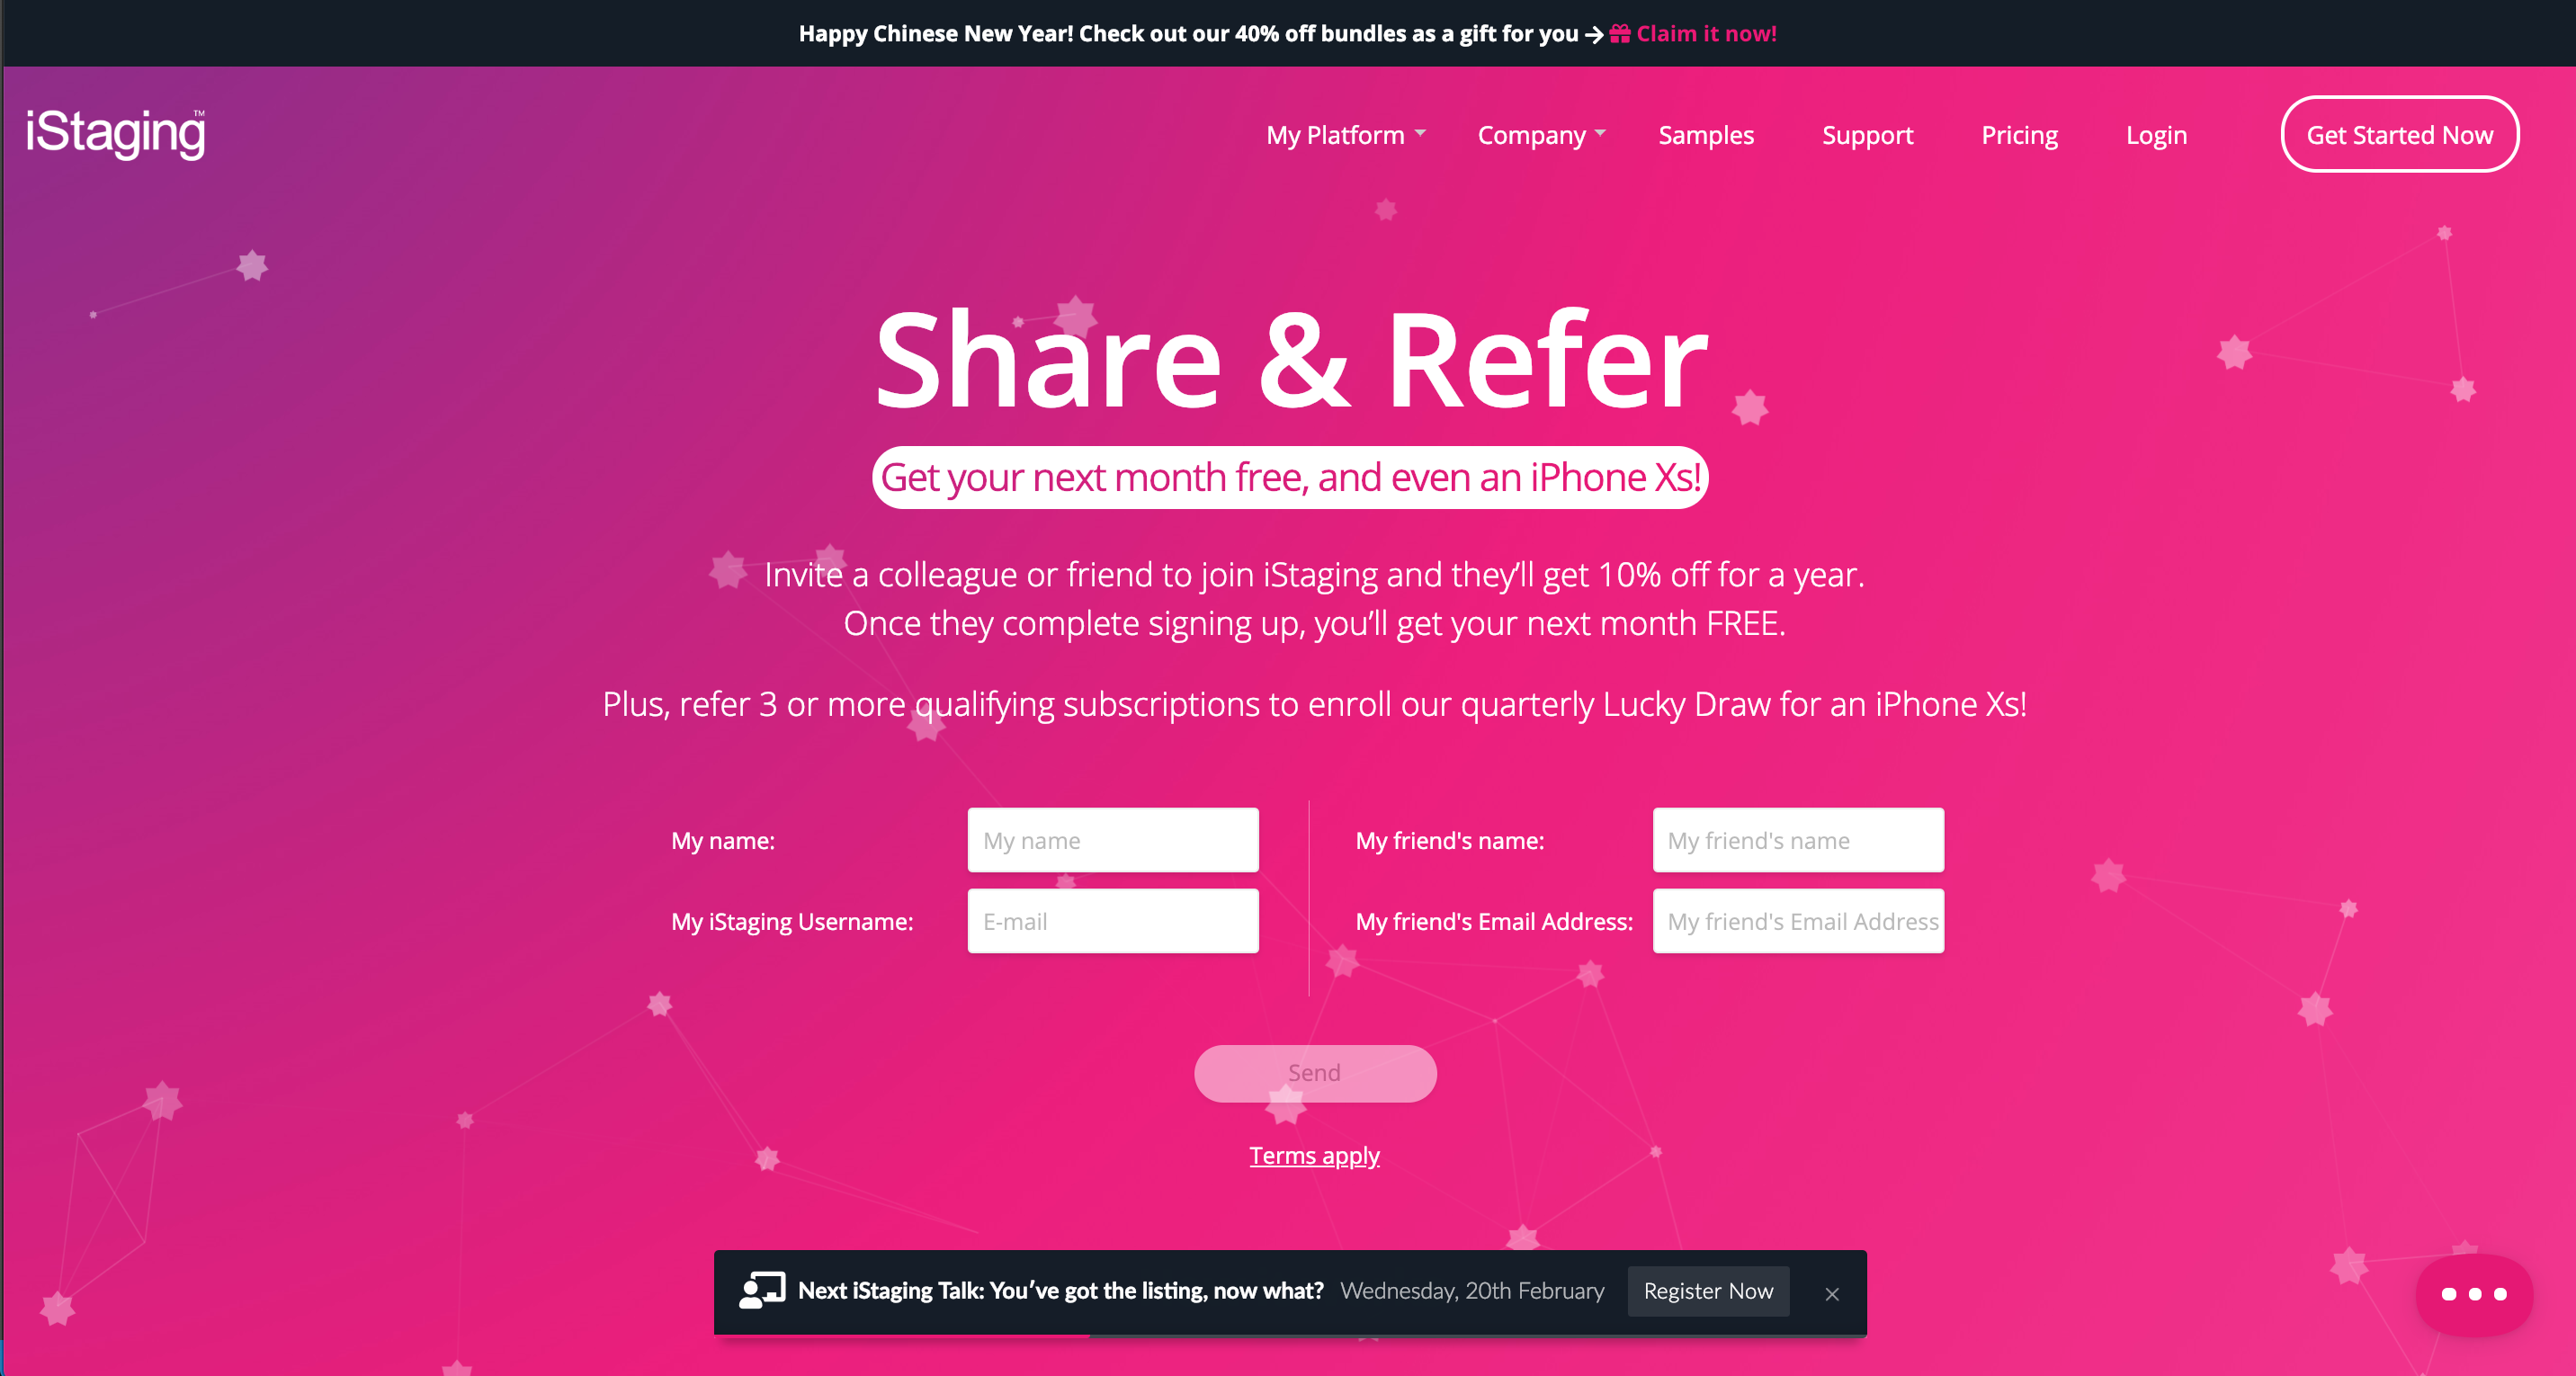 Happy Chinese New Year! Check out our 40% off bundles as a gift for you → Claim it now!
iStaging™
My Platform
Company
Samples
Support
Pricing
Login
Get Started Now
Share & Refer
Get your next month free, and even an iPhone Xs!
Invite a colleague or friend to join iStaging and they’ll get 10% off for a year.
Once they complete signing up, you’ll get your next month FREE.
Plus, refer 3 or more qualifying subscriptions to enroll our quarterly Lucky Draw for an iPhone Xs!
My name:
My name
My friend's name:
My friend's name
My iStaging Username:
E-mail
My friend's Email Address:
My friend's Email Address
Send
Terms apply
Next iStaging Talk: You’ve got the listing, now what? Wednesday, 20th February Register Now ×